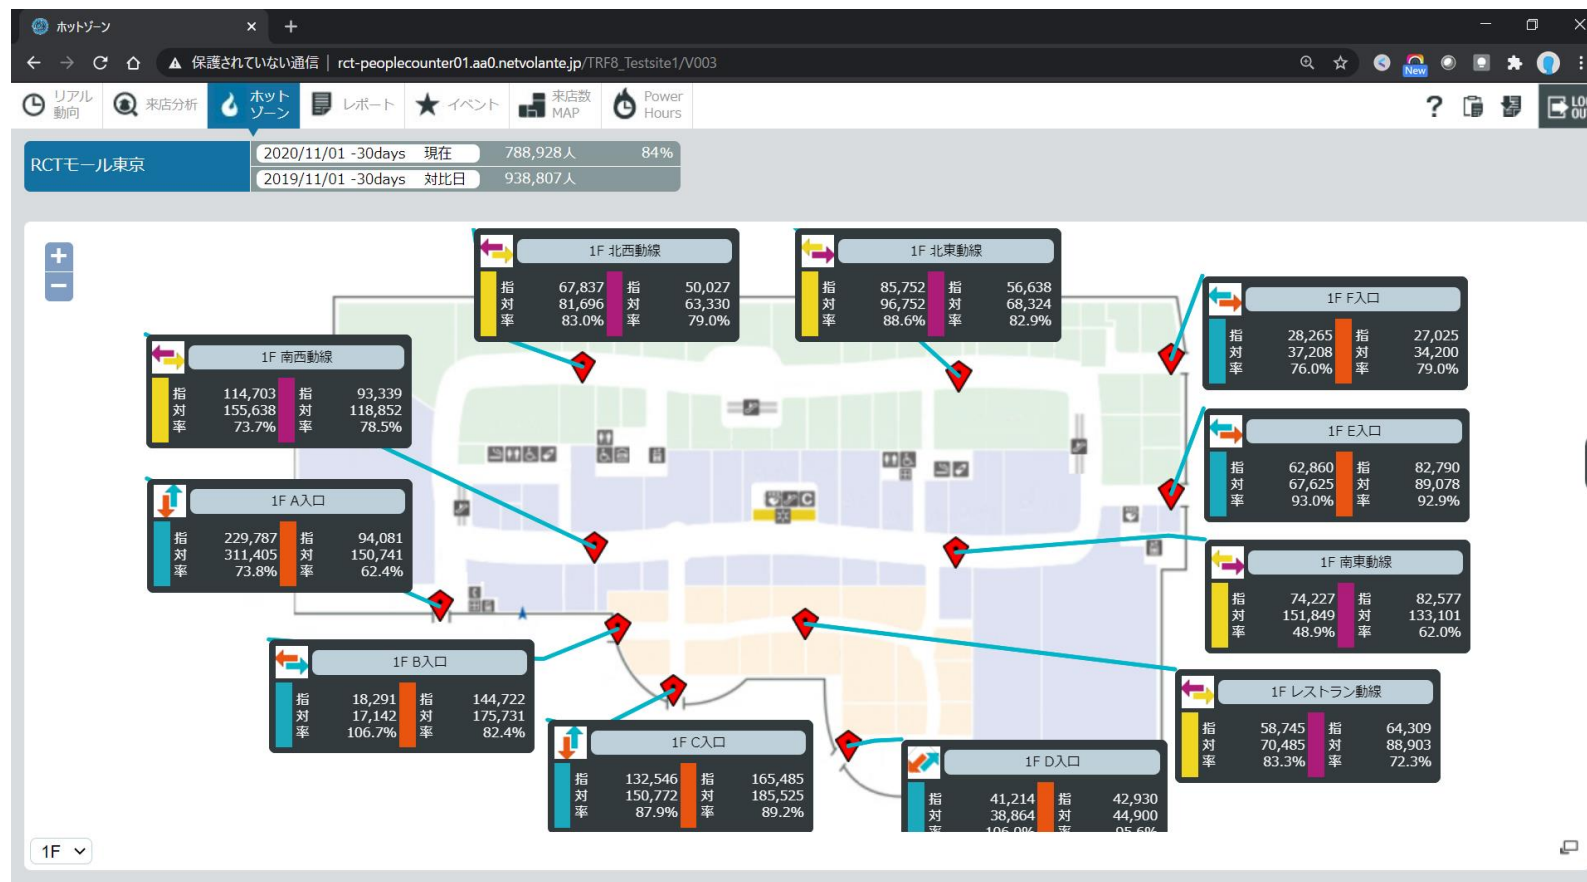 ホットゾーン
保護されていない通信 | rct-peoplecounter01.aa0.netvolante.jp/TRF8_Testsite1/V003
New
リアル動向
来店分析
ホットゾーン
レポート
イベント
来店数MAP
Power Hours
?
LOG OUT
RCTモール東京
2020/11/01 -30days 現在 788,928人 84%
2019/11/01 -30days 対比日 938,807人
+
−
1F 北西動線
指 67,837 指 50,027
対 81,696 対 63,330
率 83.0% 率 79.0%
1F 北東動線
指 85,752 指 56,638
対 96,752 対 68,324
率 88.6% 率 82.9%
1F F入口
指 28,265 指 27,025
対 37,208 対 34,200
率 76.0% 率 79.0%
1F 南西動線
指 114,703 指 93,339
対 155,638 対 118,852
率 73.7% 率 78.5%
1F E入口
指 62,860 指 82,790
対 67,625 対 89,078
率 93.0% 率 92.9%
1F A入口
指 229,787 指 94,081
対 311,405 対 150,741
率 73.8% 率 62.4%
1F 南東動線
指 74,227 指 82,577
対 151,849 対 133,101
率 48.9% 率 62.0%
1F B入口
指 18,291 指 144,722
対 17,142 対 175,731
率 106.7% 率 82.4%
1F レストラン動線
指 58,745 指 64,309
対 70,485 対 88,903
率 83.3% 率 72.3%
1F C入口
指 132,546 指 165,485
対 150,772 対 185,525
率 87.9% 率 89.2%
1F D入口
指 41,214 指 42,930
対 38,864 対 44,900
率 106.0% 率 95.6%
1F